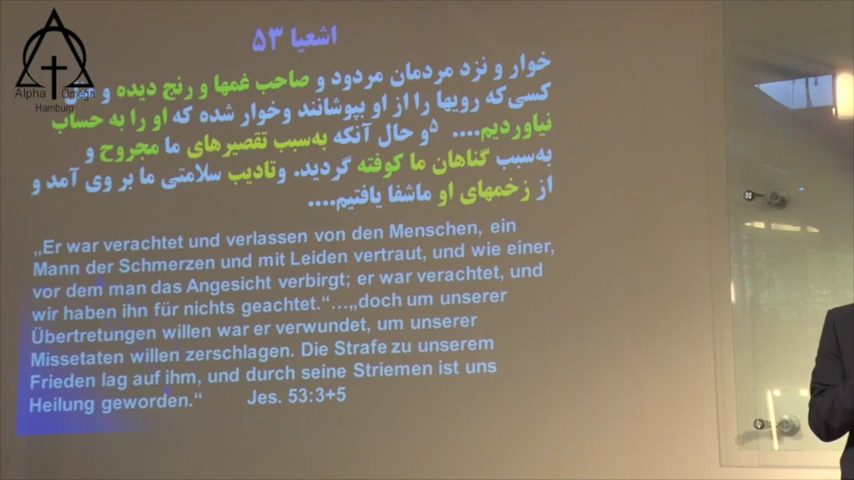 Alpha Omega
Hamburg
اشعیا ۵۳
خوار و نزد مردمان مردود و صاحب غمها و رنج دیده و
کسی‌که رویها را از او بپوشانند وخوار شده که او را به حساب
نیاوردیم.... ۵و حال آنکه به‌سبب تقصیرهای ما مجروح و
به‌سبب گناهان ما کوفته گردید. وتادیب سلامتی ما بر وی آمد و
از زخمهای او ماشفا یافتیم....
„Er war verachtet und verlassen von den Menschen, ein
Mann der Schmerzen und mit Leiden vertraut, und wie einer,
vor dem man das Angesicht verbirgt; er war verachtet, und
wir haben ihn für nichts geachtet.“...„doch um unserer
Übertretungen willen war er verwundet, um unserer
Missetaten willen zerschlagen. Die Strafe zu unserem
Frieden lag auf ihm, und durch seine Striemen ist uns
Heilung geworden.“ Jes. 53:3+5